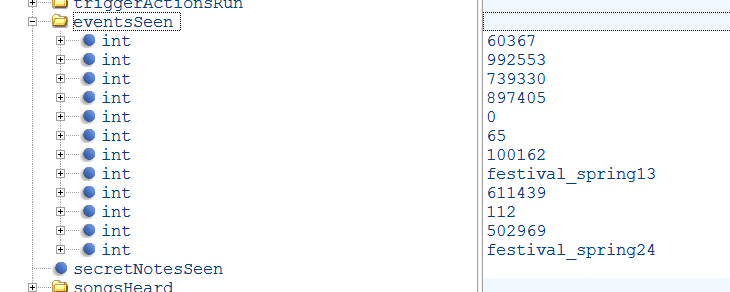 triggerActionsRun
eventsSeen
int 60367
int 992553
int 739330
int 897405
int 0
int 65
int 100162
int festival_spring13
int 611439
int 112
int 502969
int festival_spring24
secretNotesSeen
songsHeard